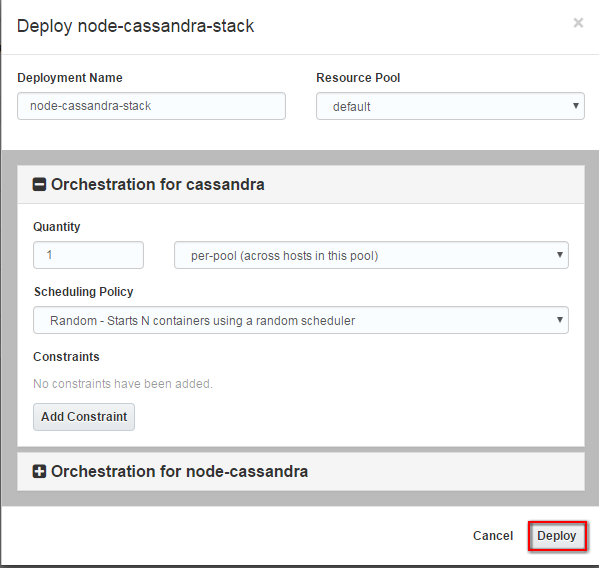 Deploy node-cassandra-stack ×
Deployment Name Resource Pool
node-cassandra-stack default
Orchestration for cassandra
Quantity
1 per-pool (across hosts in this pool)
Scheduling Policy
Random - Starts N containers using a random scheduler
Constraints
No constraints have been added.
Add Constraint
Orchestration for node-cassandra
Cancel Deploy